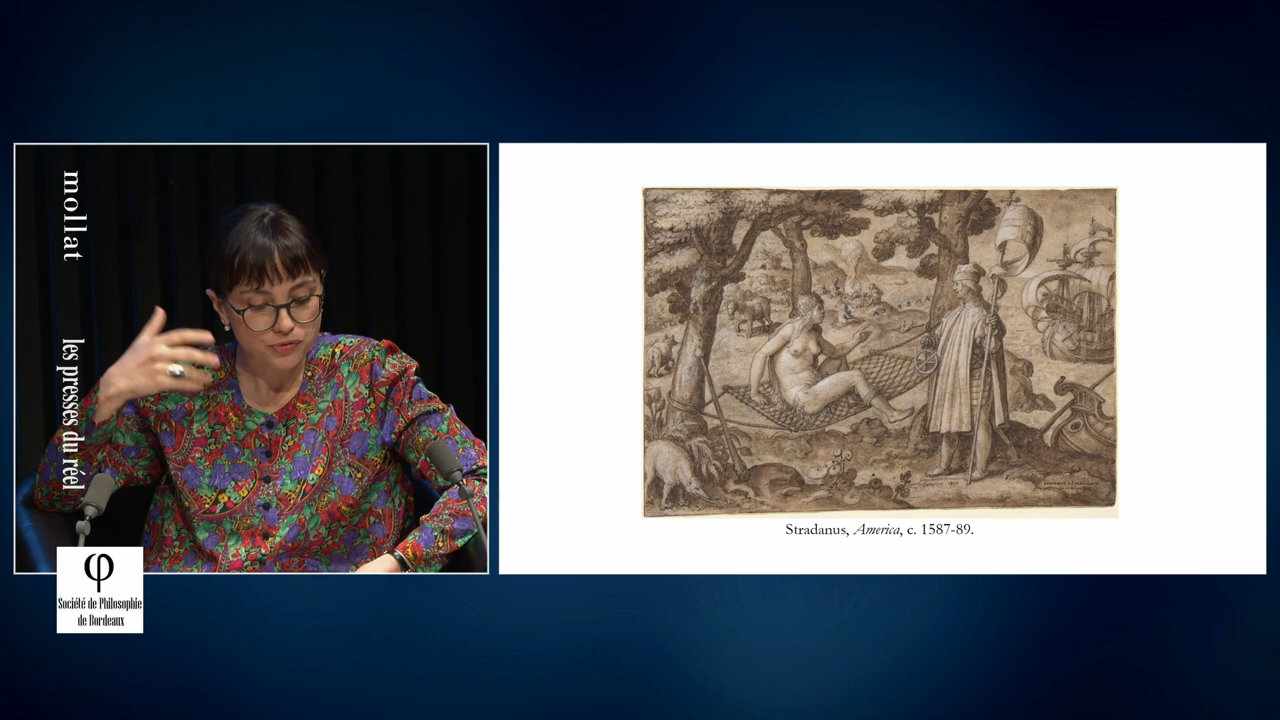 mollat
les presses du réel
φ
Société de Philosophie
de Bordeaux
Stradanus, America, c. 1587-89.